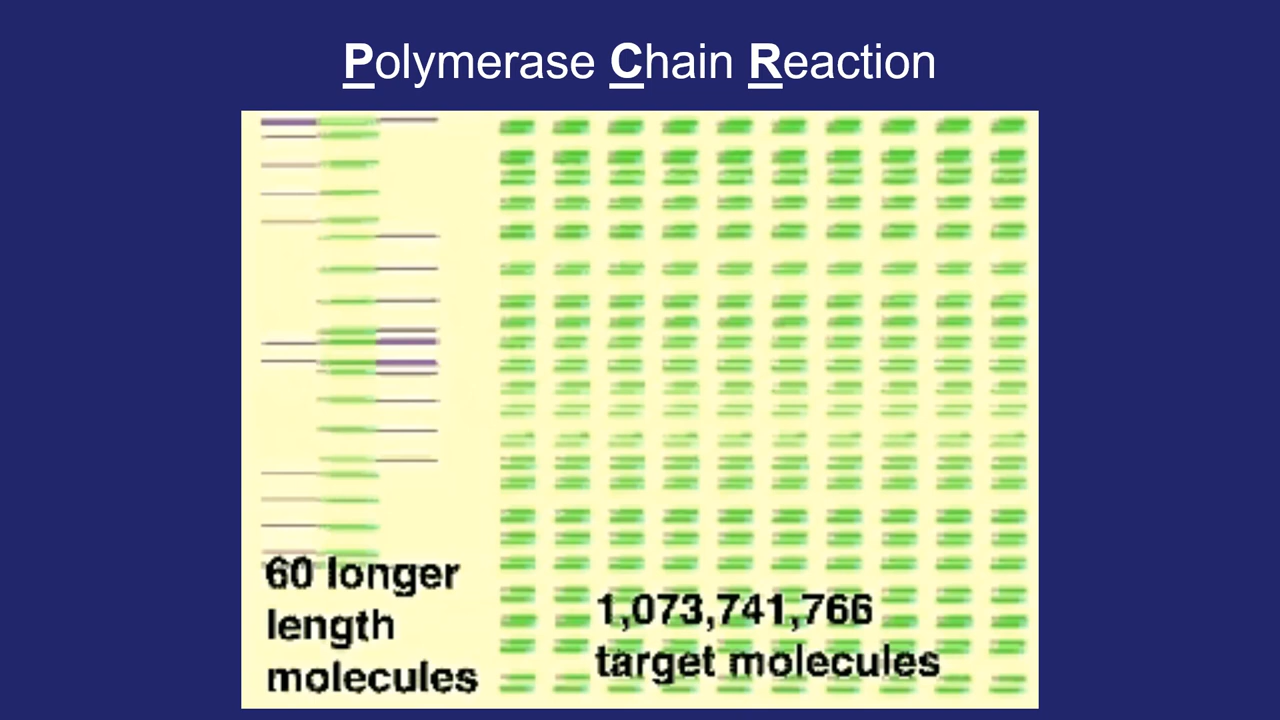 Polymerase Chain Reaction
60 longer
length
molecules
1,073,741,766
target molecules